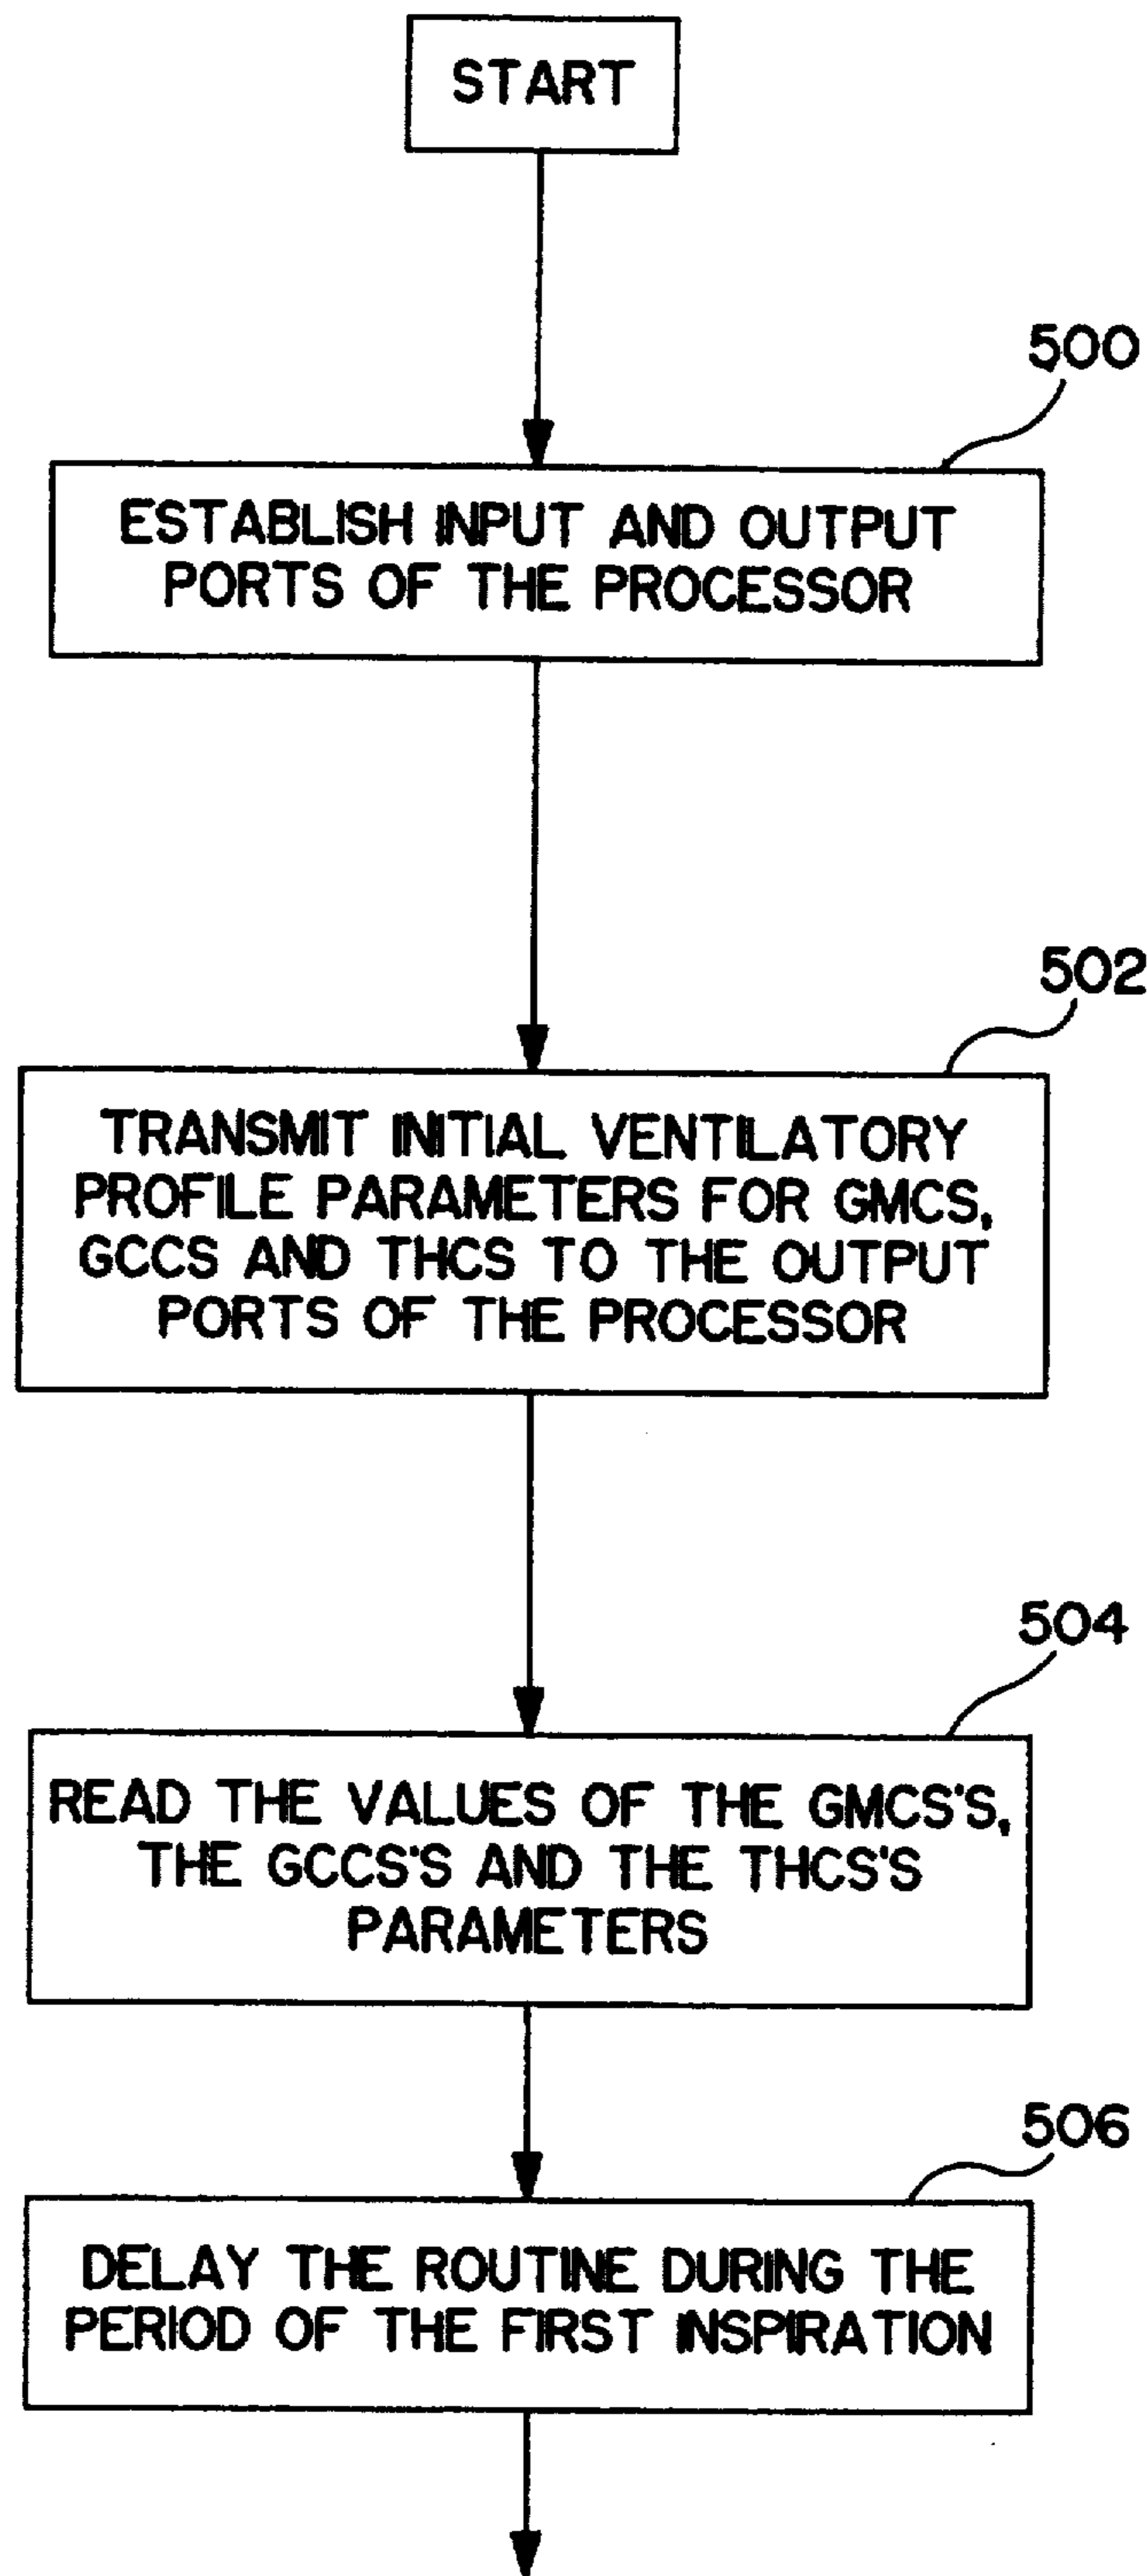 START
500
ESTABLISH INPUT AND OUTPUT
PORTS OF THE PROCESSOR
502
TRANSMIT INITIAL VENTILATORY
PROFILE PARAMETERS FOR GMCS,
GCCS AND THCS TO THE OUTPUT
PORTS OF THE PROCESSOR
504
READ THE VALUES OF THE GMCS'S,
THE GCCS'S AND THE THCS'S
PARAMETERS
506
DELAY THE ROUTINE DURING THE
PERIOD OF THE FIRST INSPIRATION